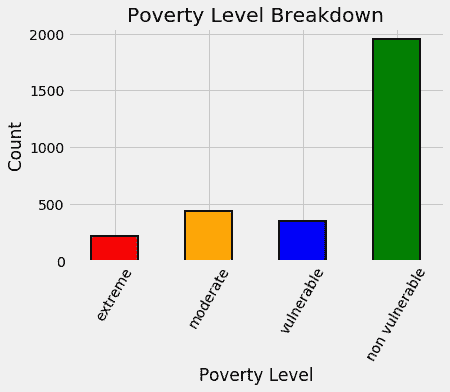 Poverty Level Breakdown
2000
1500
1000
500
0
Count
extreme
moderate
vulnerable
non vulnerable
Poverty Level